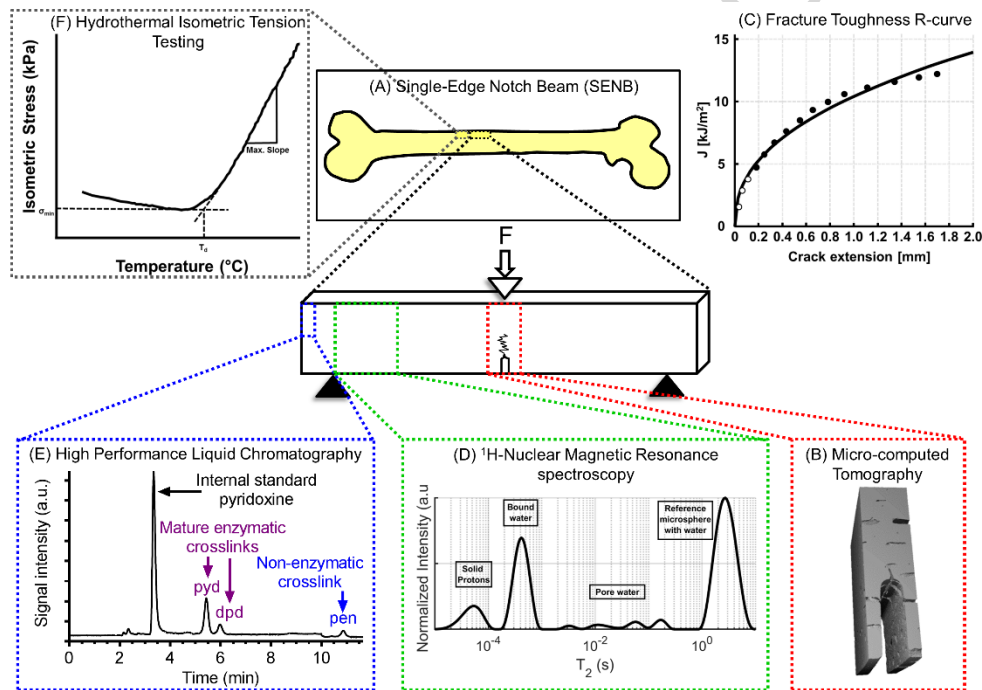 (F) Hydrothermal Isometric Tension
Testing
Isometric Stress (kPa)
Max. Slope
σmin
Td
Temperature (°C)
(A) Single-Edge Notch Beam (SENB)
(C) Fracture Toughness R-curve
J [kJ/m²]
15
10
5
0
0 0.2 0.4 0.6 0.8 1.0 1.2 1.4 1.6 1.8 2.0
Crack extension [mm]
F
(E) High Performance Liquid Chromatography
Internal standard
pyridoxine
Mature enzymatic
crosslinks
pyd
dpd
Non-enzymatic
crosslink
pen
Signal intensity (a.u.)
0 2 4 6 8 10
Time (min)
(D) ¹H-Nuclear Magnetic Resonance
spectroscopy
Normalized Intensity (a.u
Solid
Protons
Bound
water
Pore water
Reference
microsphere
with water
10⁻⁴ 10⁻² 10⁰
T₂ (s)
(B) Micro-computed
Tomography